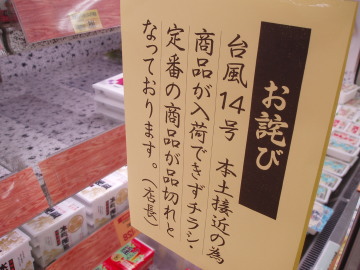 お詫び
台風14号 本土接近の為
商品が入荷できずチラシ・
定番の商品が品切れと
なっております。(店長)